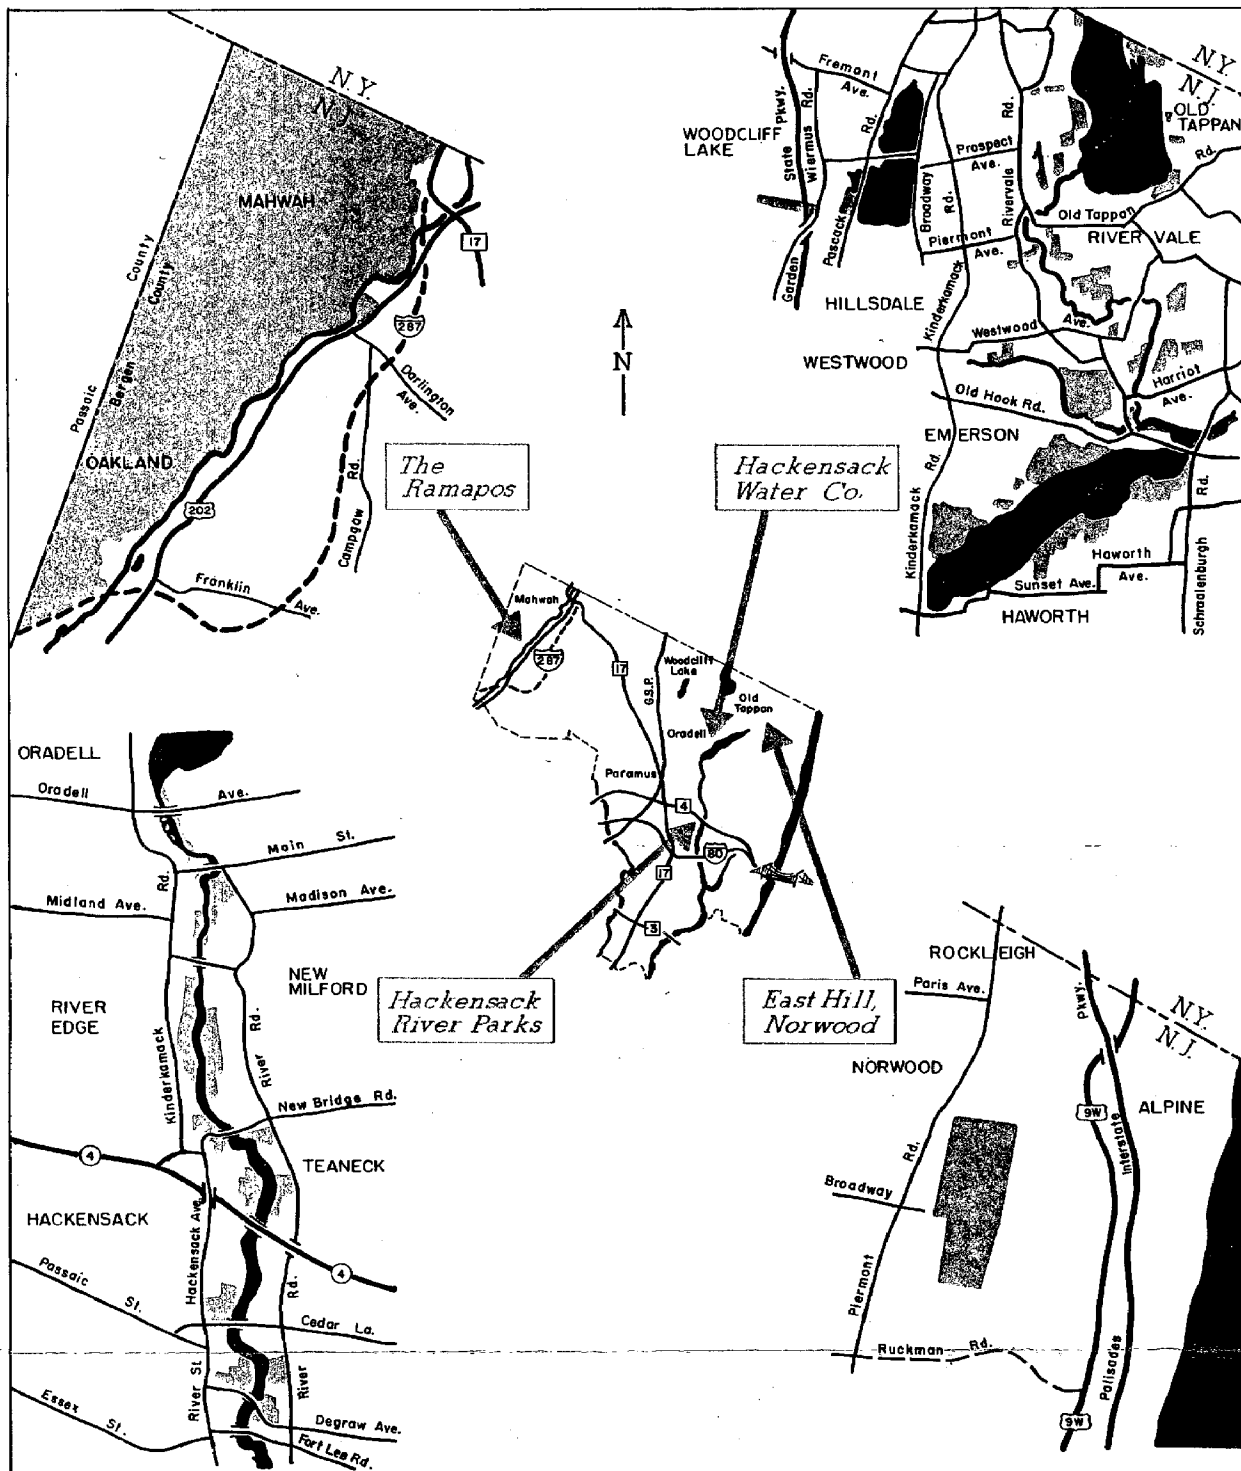 N.Y.
N.J.
MAHWAH
17
Passaic County
Bergen County
287
Darlington
Ave.
OAKLAND
202
Campgaw
Rd.
Franklin
Ave.
State
Pkwy.
Garden
Wiermus
Rd.
Fremont
Ave.
WOODCLIFF
LAKE
Pascack
Rd.
Broadway
Rd.
Prospect
Ave.
Rivervale
Rd.
N.Y.
N.J.
OLD
TAPPAN
Rd.
Old Tappan
Piermont
Ave.
RIVER VALE
HILLSDALE
Kinderkamack
Westwood
Ave.
WESTWOOD
Harriot
Ave.
Old Hook Rd.
EMERSON
Kinderkamack
Rd.
Haworth
Ave.
Sunset Ave.
HAWORTH
Schraalenburgh
Rd.
N
The
Ramapos
Hackensack
Water Co.
Mahwah
287
17
G.S.P.
Woodcliff
Lake
Old
Tappan
Oradell
Paramus
4
80
17
3
Hackensack
River Parks
East Hill,
Norwood
ORADELL
Oradell
Ave.
Main St.
Rd.
Midland Ave.
Madison Ave.
NEW
MILFORD
RIVER
EDGE
Kinderkamack
Rd.
River
New Bridge Rd.
4
TEANECK
HACKENSACK
Hackensack Ave.
4
Passaic
St.
Rd.
Cedar La.
River St
River
Essex
St.
Degraw Ave.
Fort Lee Rd.
ROCKLEIGH
Paris Ave.
Pkwy.
N.Y.
N.J.
NORWOOD
9W
ALPINE
Interstate
Rd.
Broadway
Piermont
Ruckman Rd.
Palisades
9W